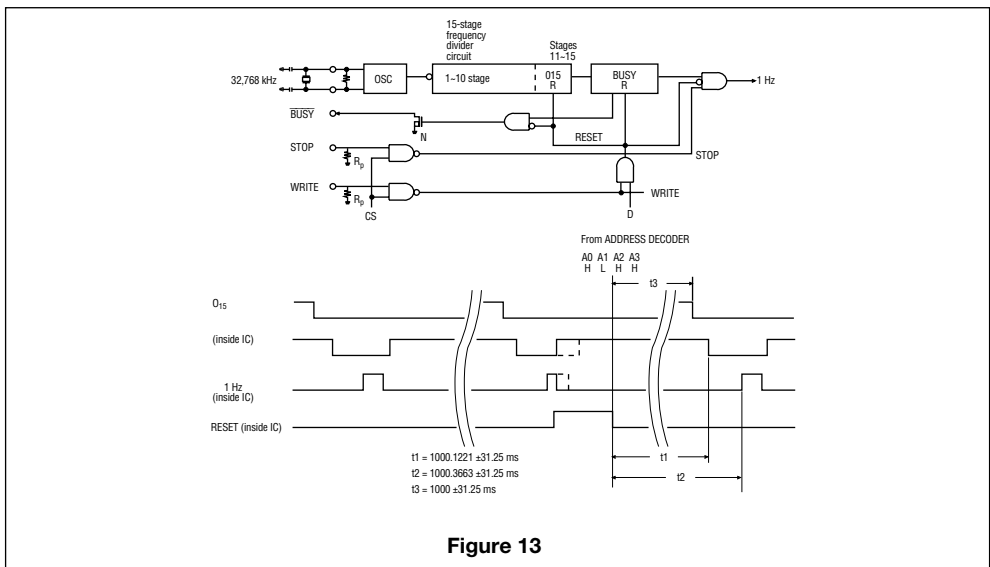 15-stage
frequency
divider
circuit
Stages
11~15
32,768 kHz
OSC
1~10 stage
015
R
BUSY
R
1 Hz
BUSY
N
RESET
STOP
Rp
STOP
WRITE
Rp
WRITE
CS
D
From ADDRESS DECODER
A0 A1 A2 A3
H L H H
t3
O15
(inside IC)
1 Hz
(inside IC)
RESET (inside IC)
t1 = 1000.1221 ±31.25 ms
t2 = 1000.3663 ±31.25 ms
t3 = 1000 ±31.25 ms
t1
t2
Figure 13